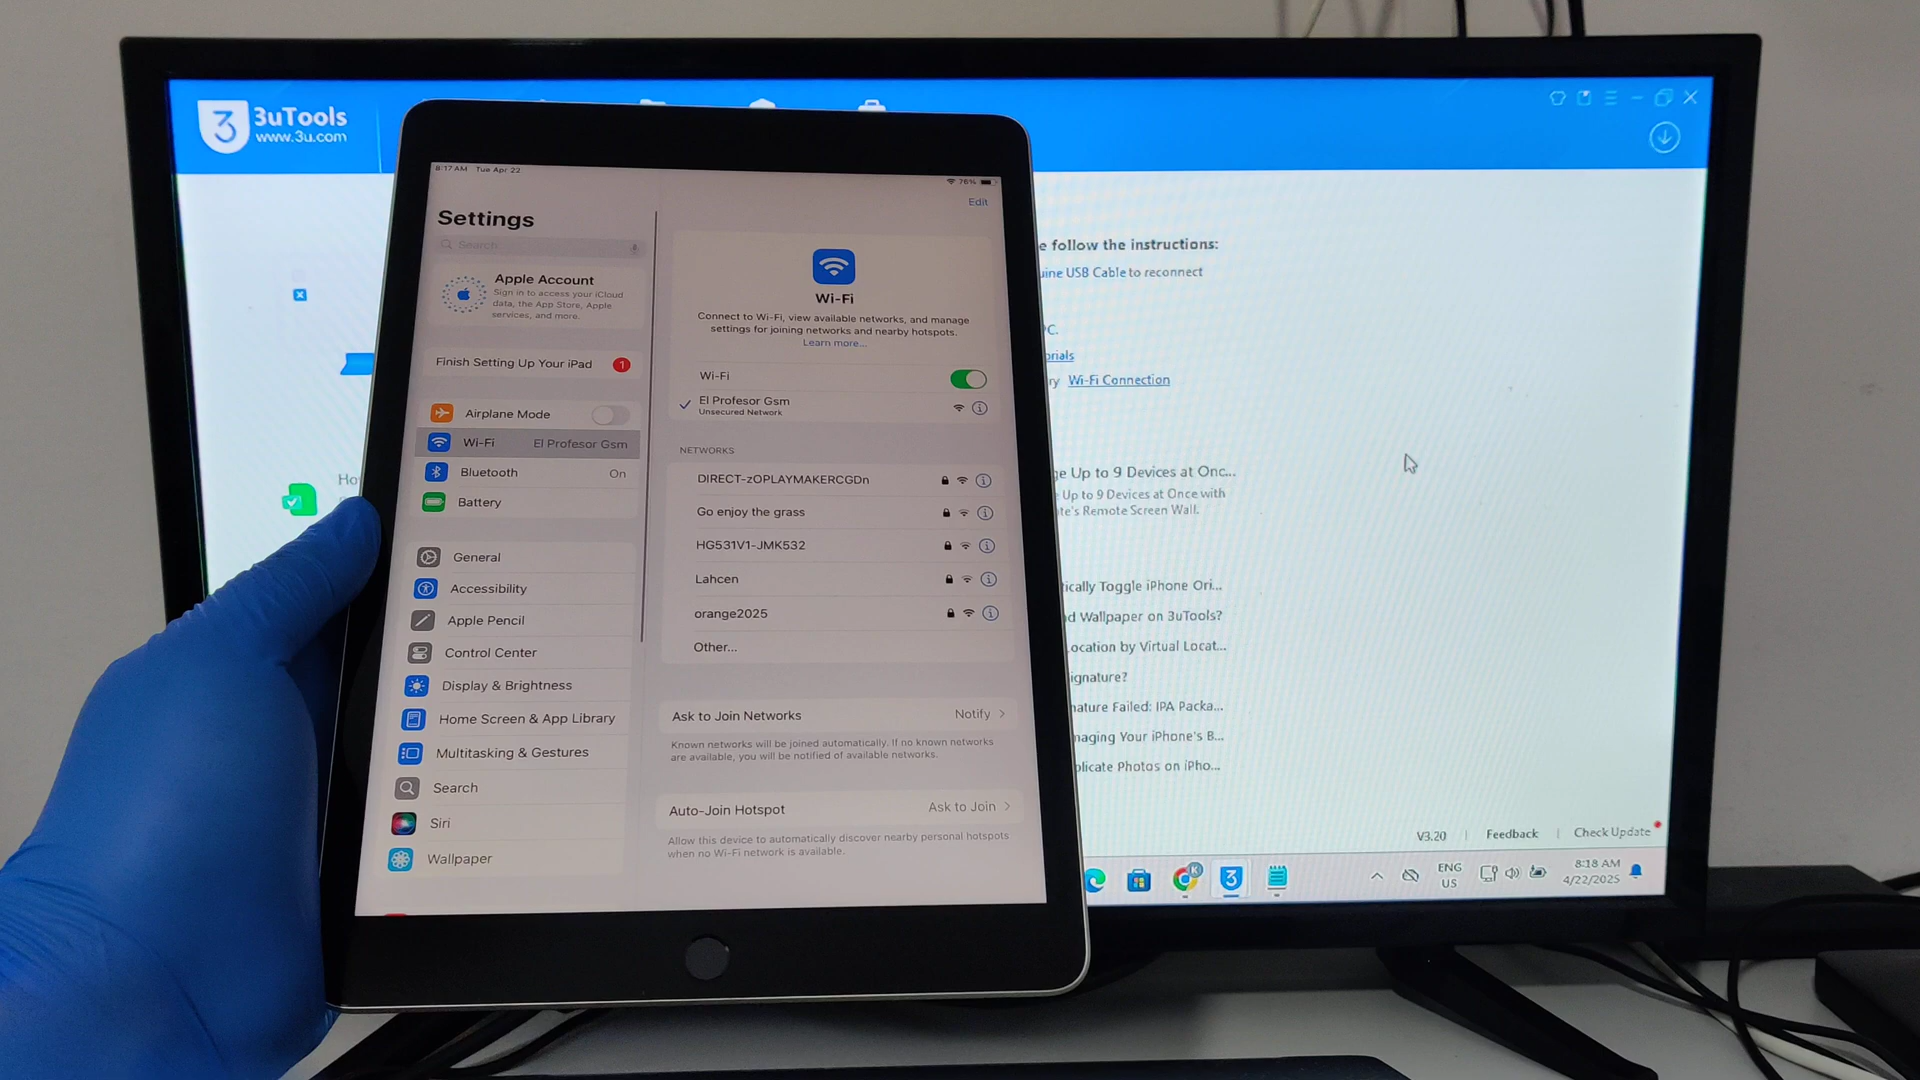 3uTools
www.3u.com
8:17 AM Tue Apr 22
76%
Settings
Search
Apple Account
Sign in to access your iCloud
data, the App Store, Apple
services, and more.
Finish Setting Up Your iPad
1
Airplane Mode
Wi-Fi El Profesor Gsm
Bluetooth On
Battery
General
Accessibility
Apple Pencil
Control Center
Display & Brightness
Home Screen & App Library
Multitasking & Gestures
Search
Siri
Wallpaper
Edit
Wi-Fi
Connect to Wi-Fi, view available networks, and manage
settings for joining networks and nearby hotspots.
Learn more...
Wi-Fi
El Profesor Gsm
Unsecured Network
NETWORKS
DIRECT-zOPLAYMAKERCGDn
Go enjoy the grass
HG531V1-JMK532
Lahcen
orange2025
Other...
Ask to Join Networks Notify
Known networks will be joined automatically. If no known networks
are available, you will be notified of available networks.
Auto-Join Hotspot Ask to Join
Allow this device to automatically discover nearby personal hotspots
when no Wi-Fi network is available.
e follow the instructions:
uine USB Cable to reconnect
PC.
orials
ry Wi-Fi Connection
Ho
ge Up to 9 Devices at Onc...
Up to 9 Devices at Once with
te's Remote Screen Wall.
ically Toggle iPhone Ori...
d Wallpaper on 3uTools?
ocation by Virtual Locat...
ignature?
nature Failed: IPA Packa...
naging Your iPhone's B...
plicate Photos on iPho...
V3.20 | Feedback | Check Update
K
3
ENG
US
8:18 AM
4/22/2025